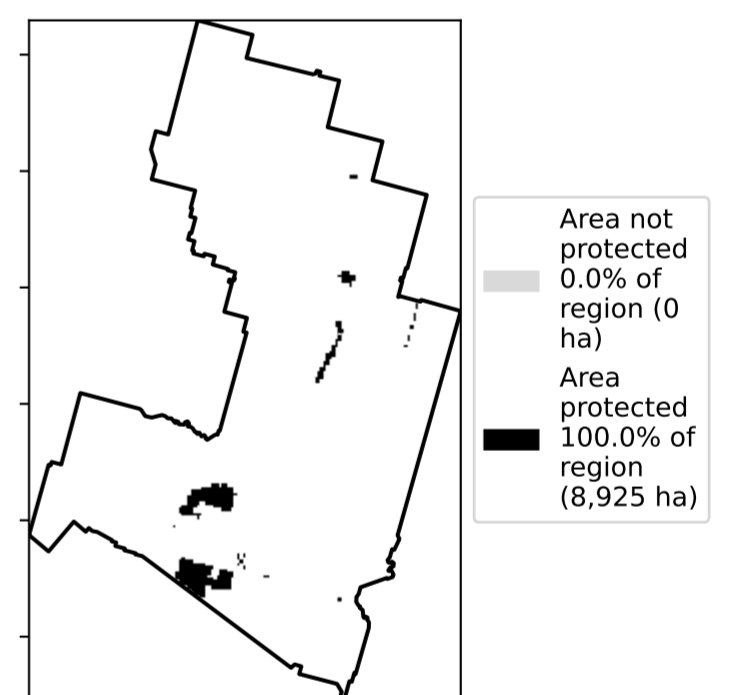 Area not
protected
0.0% of
region (0
ha)
Area
protected
100.0% of
region
(8,925 ha)